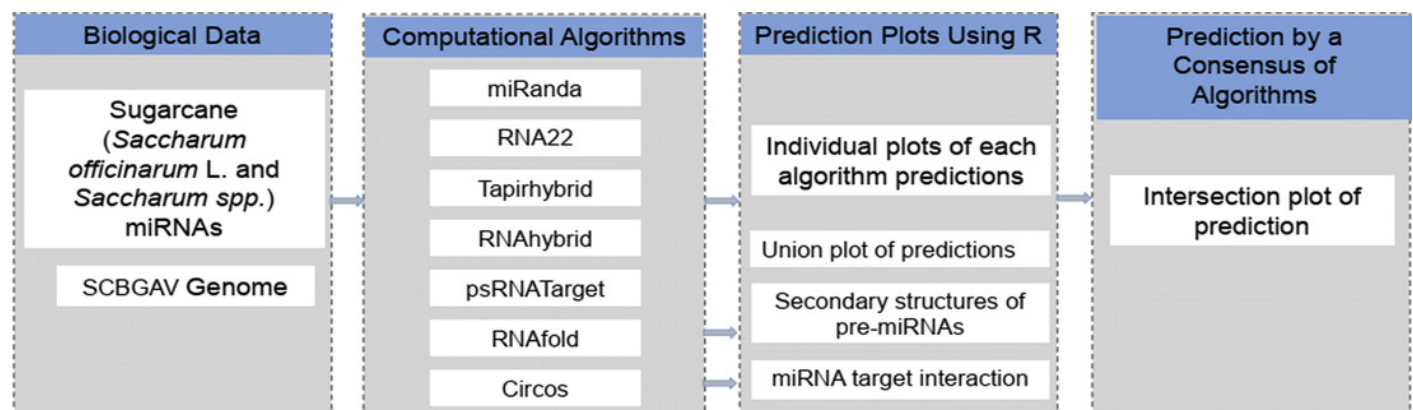 Biological Data
Sugarcane
(Saccharum
officinarum L. and
Saccharum spp.)
miRNAs
SCBGAV Genome
Computational Algorithms
miRanda
RNA22
Tapirhybrid
RNAhybrid
psRNATarget
RNAfold
Circos
Prediction Plots Using R
Individual plots of each
algorithm predictions
Union plot of predictions
Secondary structures of
pre-miRNAs
miRNA target interaction
Prediction by a
Consensus of
Algorithms
Intersection plot of
prediction